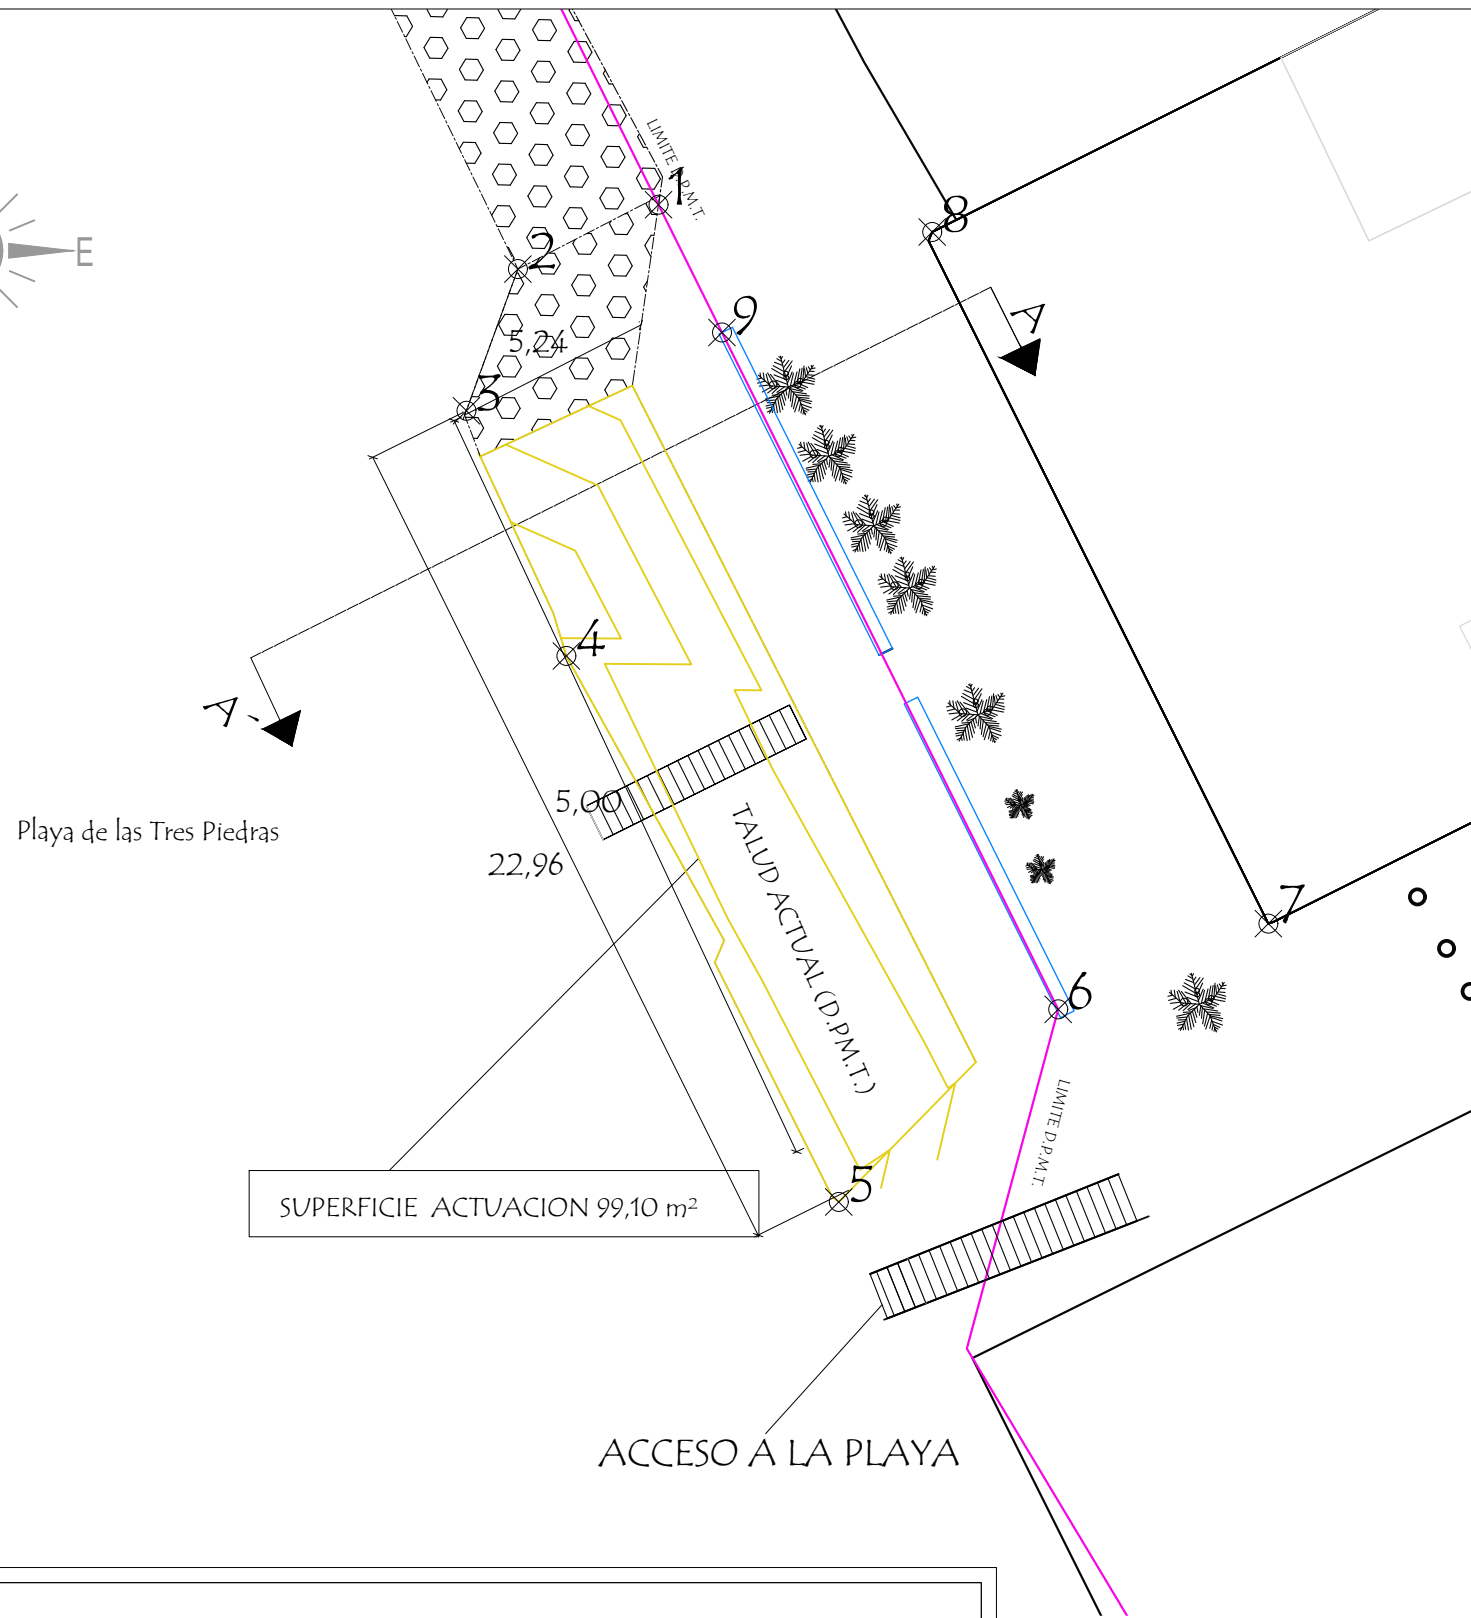 LIMITE D.P.M.T.
1
8
2
E
9
A
5,24
3
4
A'
5,00
Playa de las Tres Piedras
22,96
TALUD ACTUAL (D.P.M.T.)
7
6
LIMITE D.P.M.T.
5
SUPERFICIE ACTUACION 99,10 m²
ACCESO A LA PLAYA